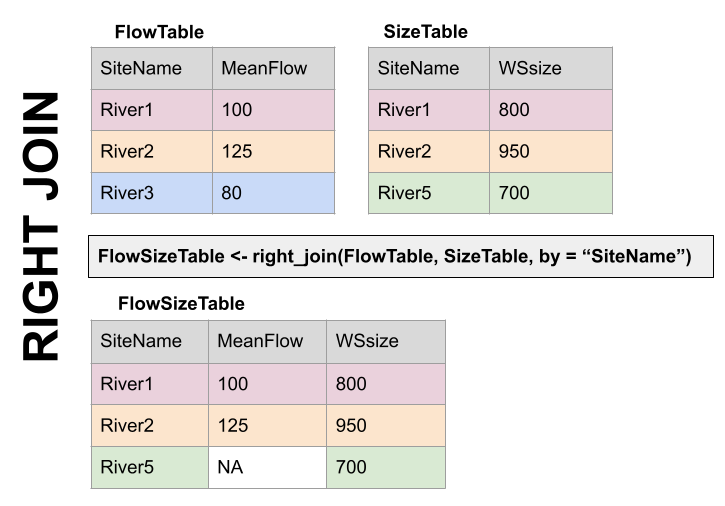 RIGHT JOIN
FlowTable
SiteName MeanFlow
River1 100
River2 125
River3 80
SizeTable
SiteName WSsize
River1 800
River2 950
River5 700
FlowSizeTable <- right_join(FlowTable, SizeTable, by = “SiteName”)
FlowSizeTable
SiteName MeanFlow WSsize
River1 100 800
River2 125 950
River5 NA 700